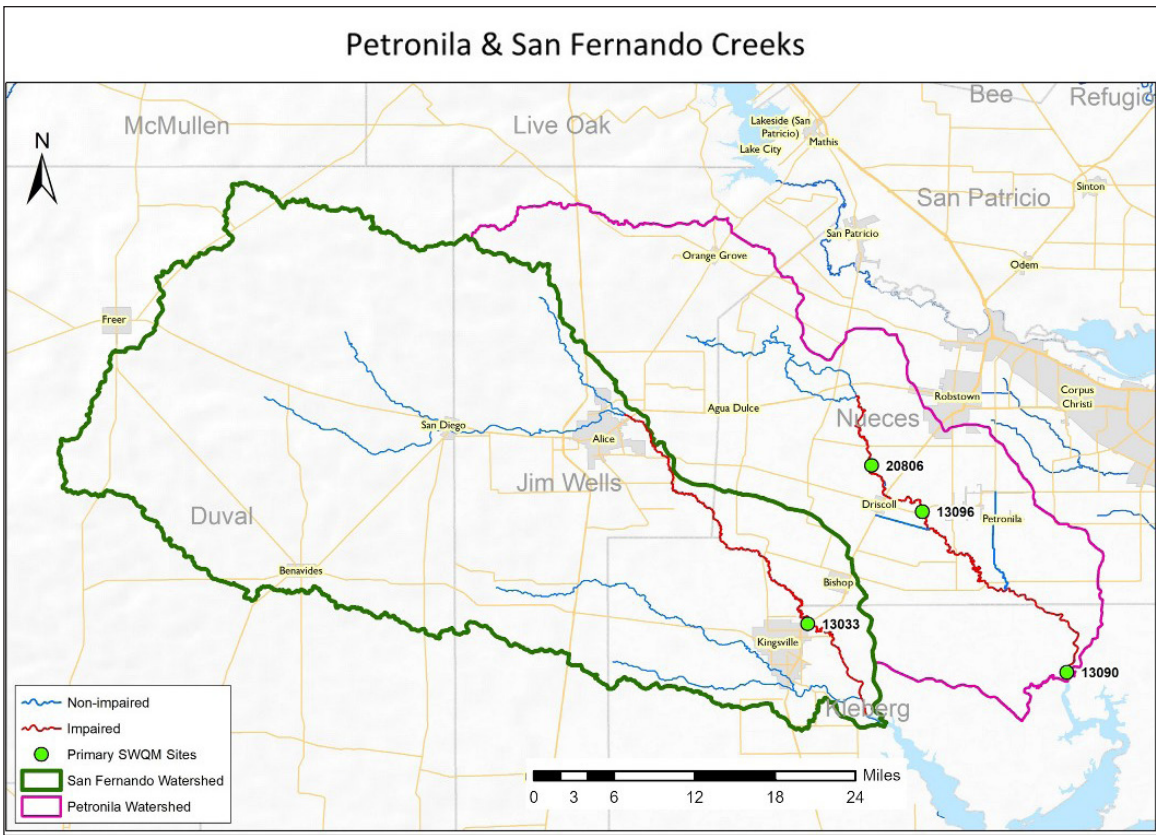 Petronila & San Fernando Creeks
Bee
Refugio
McMullen
Live Oak
Lakeside (San
Patricio)
Mathis
Lake City
N
San Patricio
Sinton
San Patricio
Orange Grove
Odem
Freer
Corpus
Christi
Robstown
Agua Dulce
Nueces
San Diego
Alice
20806
Jim Wells
Driscoll
13096
Petronila
Duval
Benavides
Bishop
13033
Kingsville
13090
Kleberg
Non-impaired
Impaired
Primary SWQM Sites
San Fernando Watershed
Petronila Watershed
Miles
0 3 6 12 18 24